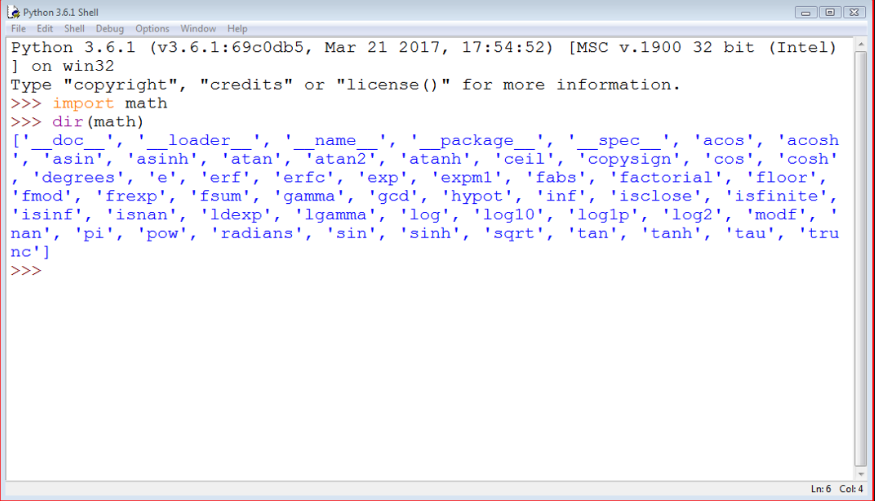 Python 3.6.1 Shell
File Edit Shell Debug Options Window Help
Python 3.6.1 (v3.6.1:69c0db5, Mar 21 2017, 17:54:52) [MSC v.1900 32 bit (Intel)
] on win32
Type "copyright", "credits" or "license()" for more information.
>>> import math
>>> dir(math)
['__doc__', '__loader__', '__name__', '__package__', '__spec__', 'acos', 'acosh
', 'asin', 'asinh', 'atan', 'atan2', 'atanh', 'ceil', 'copysign', 'cos', 'cosh'
, 'degrees', 'e', 'erf', 'erfc', 'exp', 'expm1', 'fabs', 'factorial', 'floor',
'fmod', 'frexp', 'fsum', 'gamma', 'gcd', 'hypot', 'inf', 'isclose', 'isfinite',
'isinf', 'isnan', 'ldexp', 'lgamma', 'log', 'log10', 'log1p', 'log2', 'modf', '
nan', 'pi', 'pow', 'radians', 'sin', 'sinh', 'sqrt', 'tan', 'tanh', 'tau', 'tru
nc']
>>>
Ln: 6 Col: 4